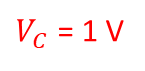 V_C = 1 V